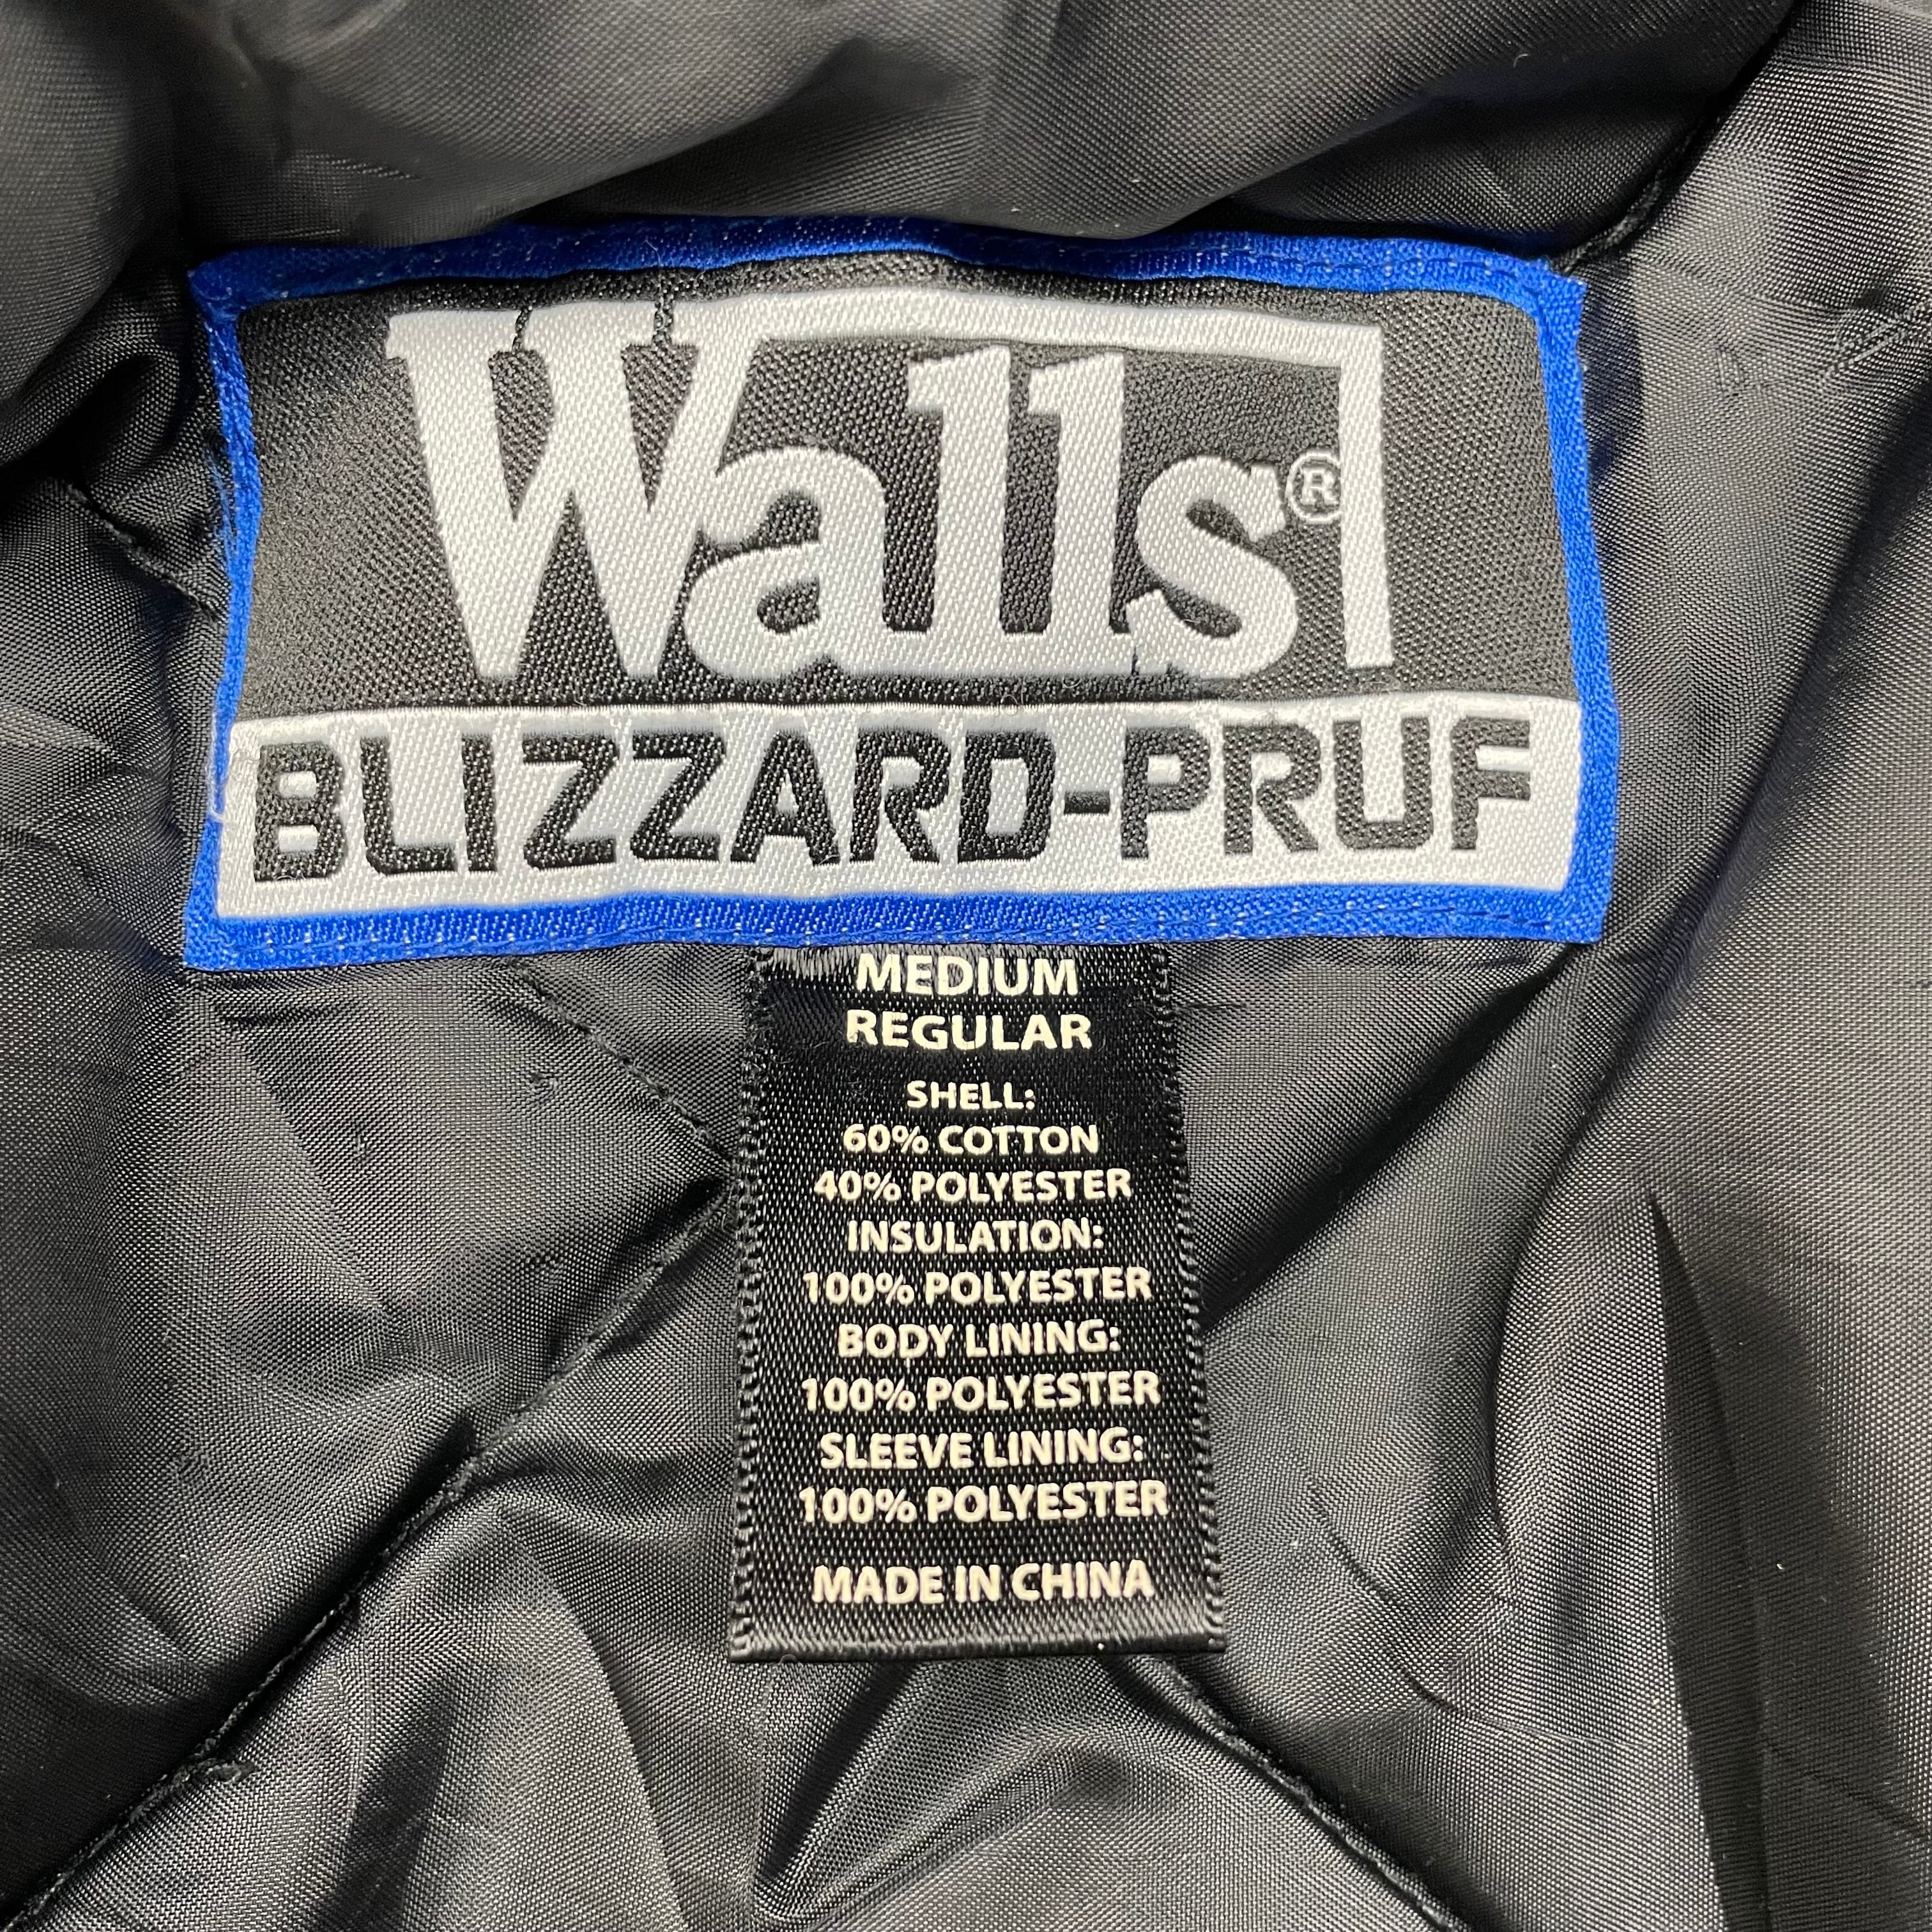 Walls®
BLIZZARD-PRUF
MEDIUM
REGULAR
SHELL:
60% COTTON
40% POLYESTER
INSULATION:
100% POLYESTER
BODY LINING:
100% POLYESTER
SLEEVE LINING:
100% POLYESTER
MADE IN CHINA